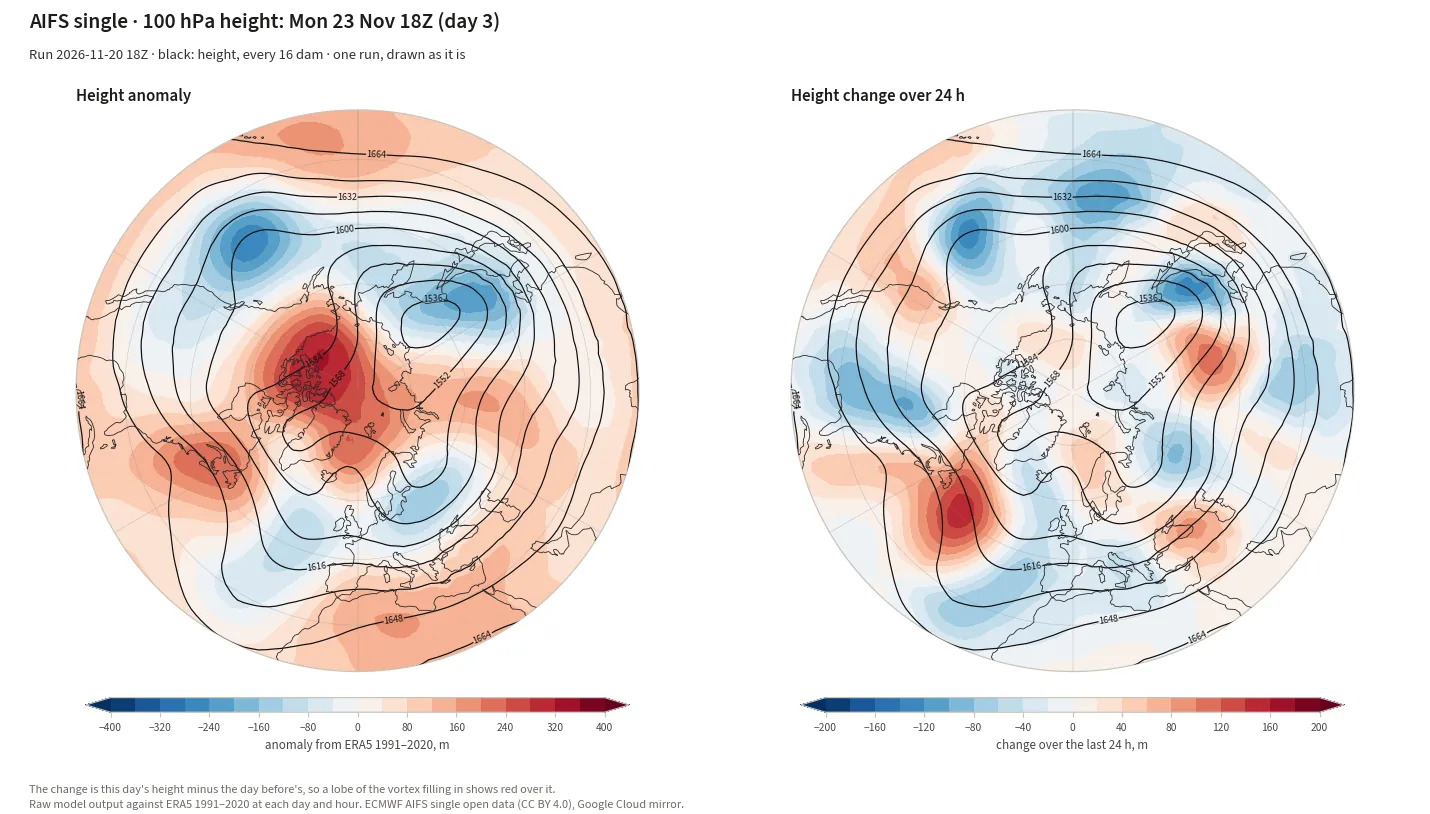 AIFS single · 100 hPa height: Mon 23 Nov 18Z (day 3)
Run 2026-11-20 18Z · black: height, every 16 dam · one run, drawn as it is
Height anomaly
Height change over 24 h
1664
1632
1600
1536
1584
1568
1552
1664
1616
1648
1664
1664
1632
1600
1536
1584
1568
1552
1664
1616
1648
1664
−400 −320 −240 −160 −80 0 80 160 240 320 400
anomaly from ERA5 1991–2020, m
−200 −160 −120 −80 −40 0 40 80 120 160 200
change over the last 24 h, m
The change is this day's height minus the day before's, so a lobe of the vortex filling in shows red over it.
Raw model output against ERA5 1991–2020 at each day and hour. ECMWF AIFS single open data (CC BY 4.0), Google Cloud mirror.